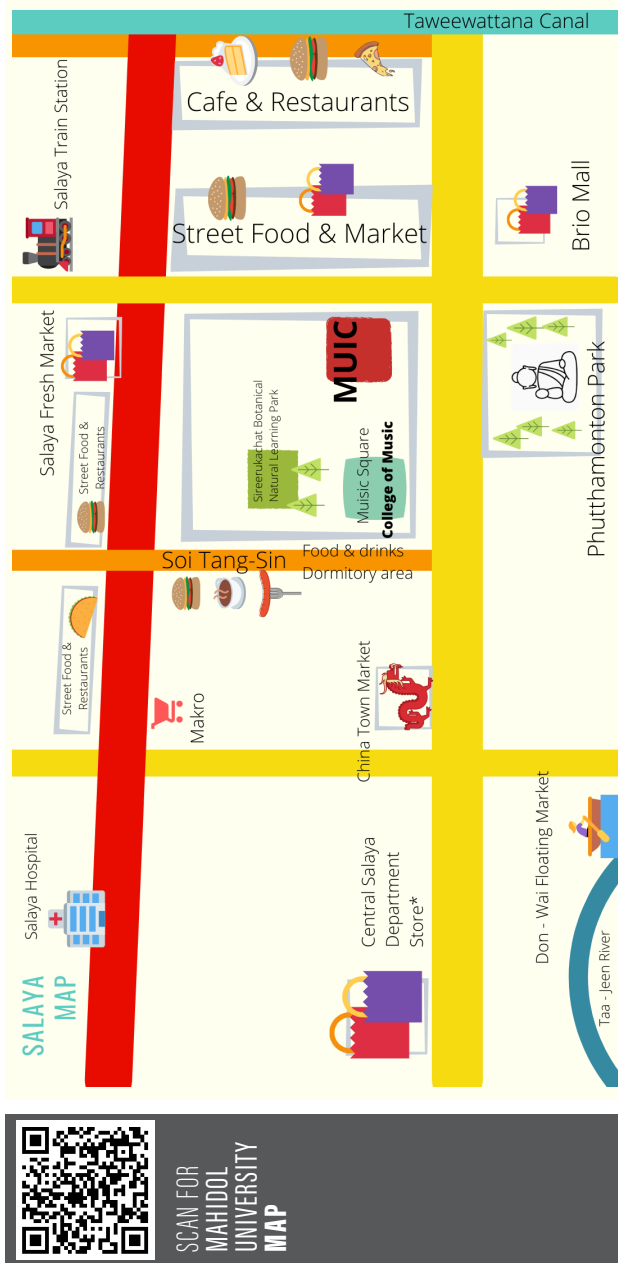 Taweewattana Canal
Salaya Train Station
Cafe & Restaurants
Street Food & Market
Brio Mall
Salaya Fresh Market
Street Food &
Restaurants
MUIC
Sireerukachat Botanical
Natural Learning Park
Muisic Square
College of Music
Phutthamonton Park
Soi Tang-Sin
Food & drinks
Dormitory area
Street Food &
Restaurants
Makro
China Town Market
Salaya Hospital
Central Salaya
Department
Store*
Don - Wai Floating Market
Taa - Jeen River
SALAYA
MAP
SCAN FOR
MAHIDOL
UNIVERSITY
MAP